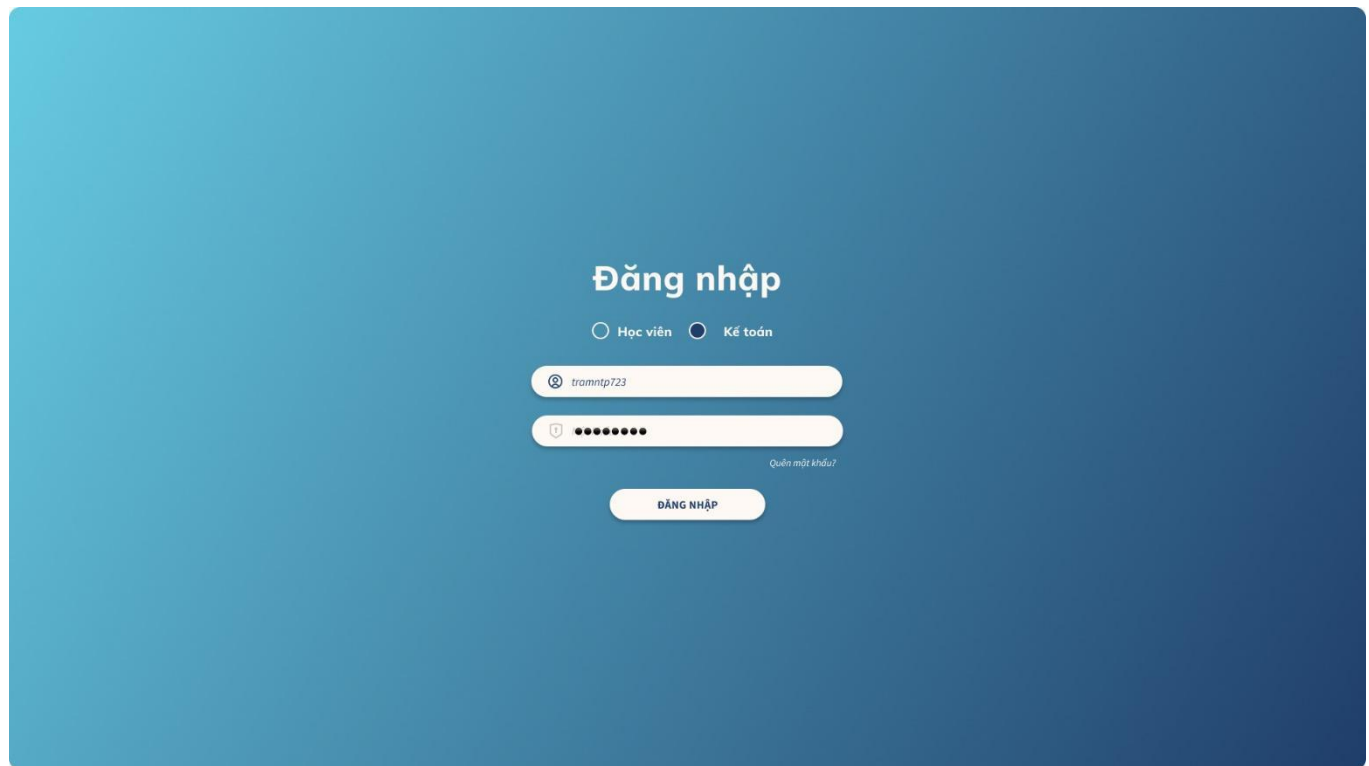 Đăng nhập
Học viên Kế toán
tramntp723
Quên mật khẩu?
ĐĂNG NHẬP